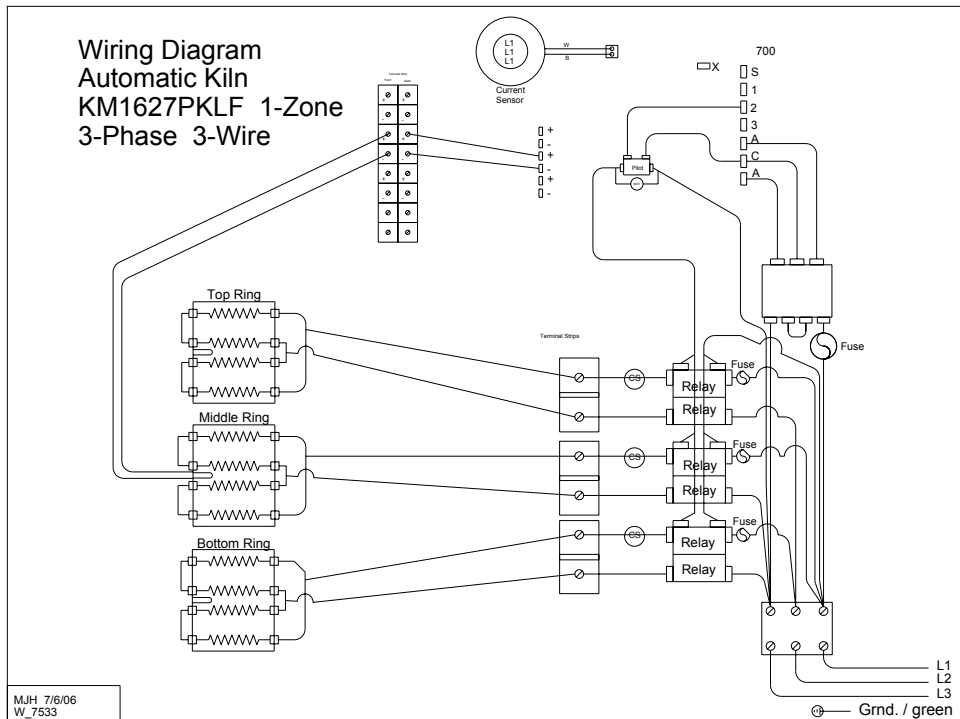 Wiring Diagram
Automatic Kiln
KM1627PKLF 1-Zone
3-Phase 3-Wire
L1
L1
L1
W
B
Current
Sensor
700
X
S
1
2
3
A
C
A
Terminal Strip
+ +
- -
+ +
- -
+ +
- -
+
-
+
-
+
-
Pilot
Fuse
Top Ring
Middle Ring
Bottom Ring
Terminal Strips
CS
Relay
Relay
Fuse
CS
Relay
Relay
Fuse
CS
Relay
Relay
Fuse
L1
L2
L3
Grnd. / green
MJH 7/6/06
W_7533